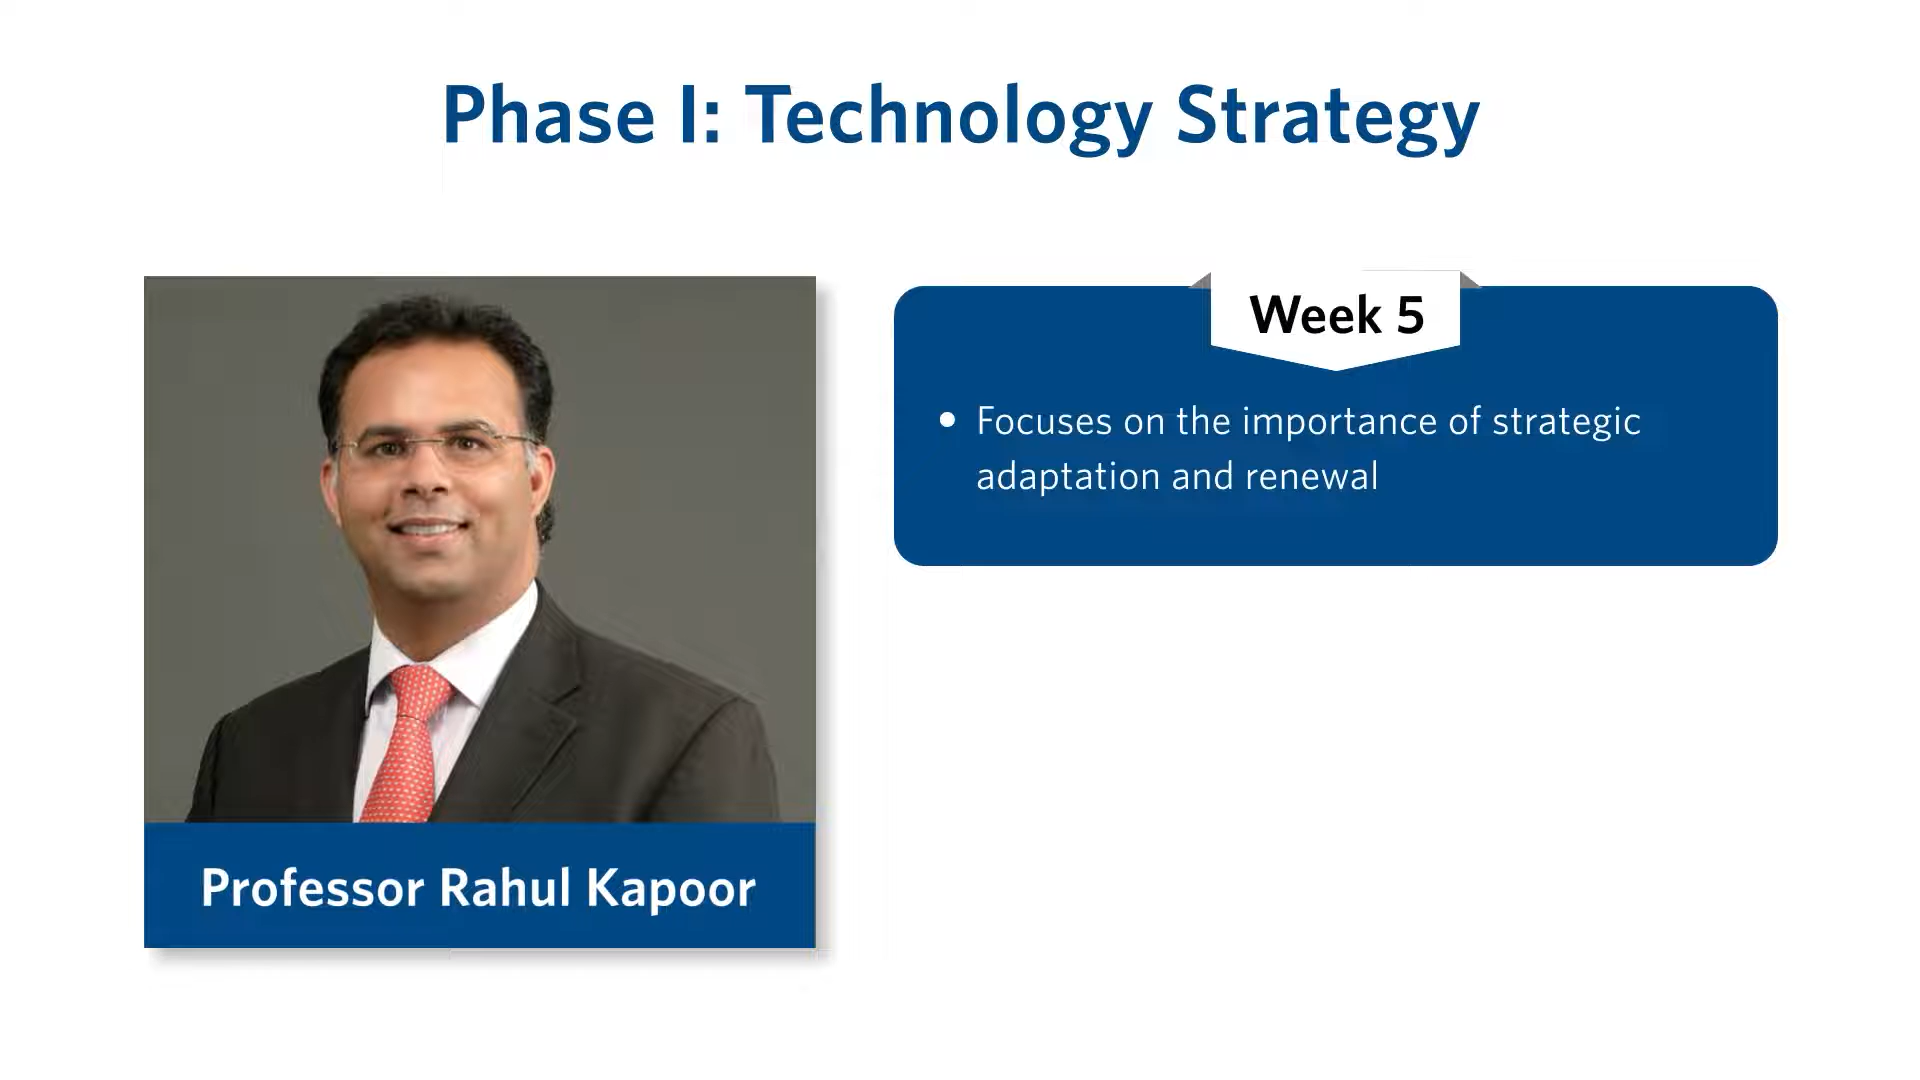 Phase I: Technology Strategy
Week 5
• Focuses on the importance of strategic
adaptation and renewal
Professor Rahul Kapoor